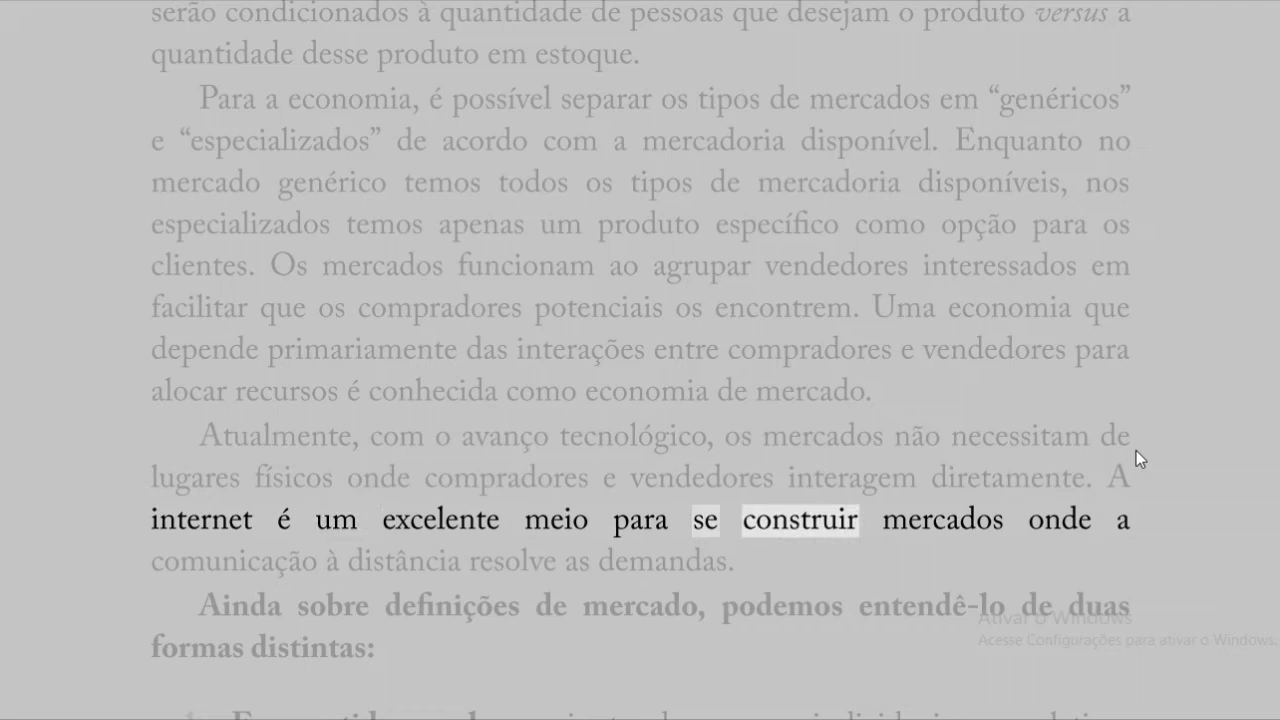 serão condicionados à quantidade de pessoas que desejam o produto versus a
quantidade desse produto em estoque.
Para a economia, é possível separar os tipos de mercados em “genéricos”
e “especializados” de acordo com a mercadoria disponível. Enquanto no
mercado genérico temos todos os tipos de mercadoria disponíveis, nos
especializados temos apenas um produto específico como opção para os
clientes. Os mercados funcionam ao agrupar vendedores interessados em
facilitar que os compradores potenciais os encontrem. Uma economia que
depende primariamente das interações entre compradores e vendedores para
alocar recursos é conhecida como economia de mercado.
Atualmente, com o avanço tecnológico, os mercados não necessitam de
lugares físicos onde compradores e vendedores interagem diretamente. A
internet é um excelente meio para se construir mercados onde a
comunicação à distância resolve as demandas.
Ainda sobre definições de mercado, podemos entendê-lo de duas
formas distintas:
Ativar o Windows
Acesse Configurações para ativar o Windows.